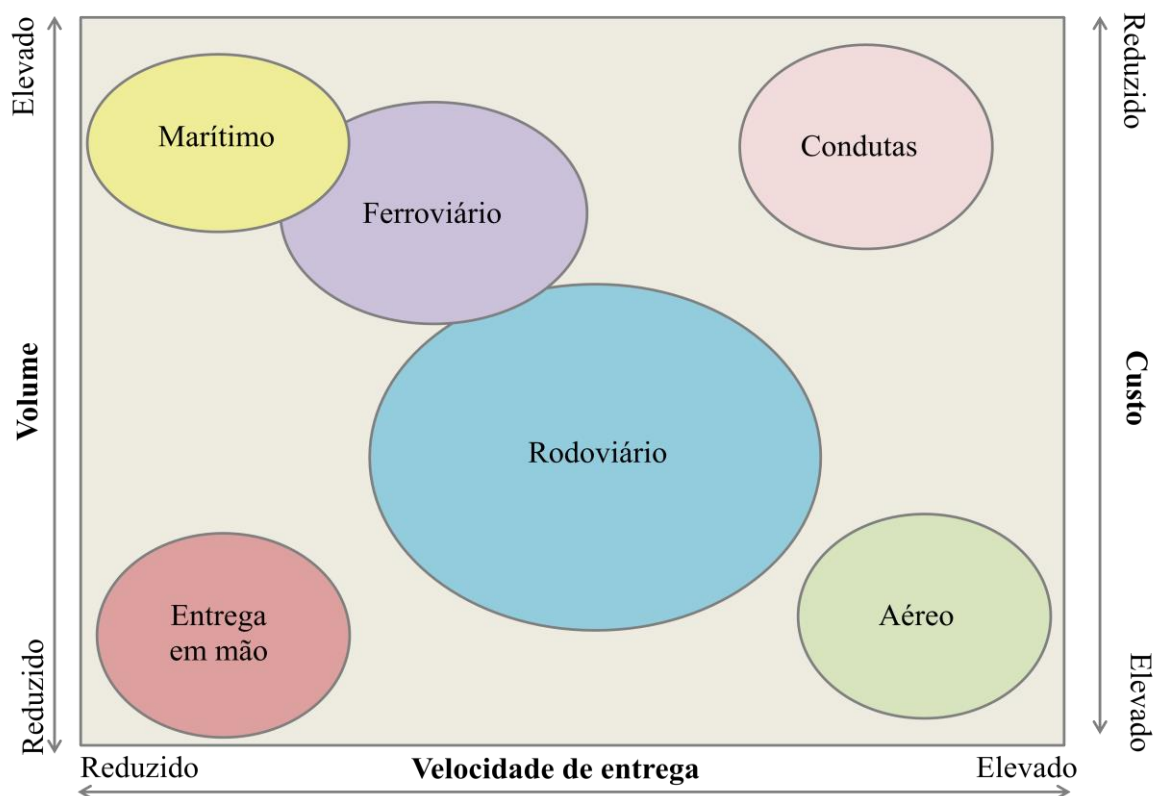 Elevado
Volume
Reduzido
Marítimo
Ferroviário
Condutas
Rodoviário
Entrega
em mão
Aéreo
Reduzido
Custo
Elevado
Reduzido
Velocidade de entrega
Elevado